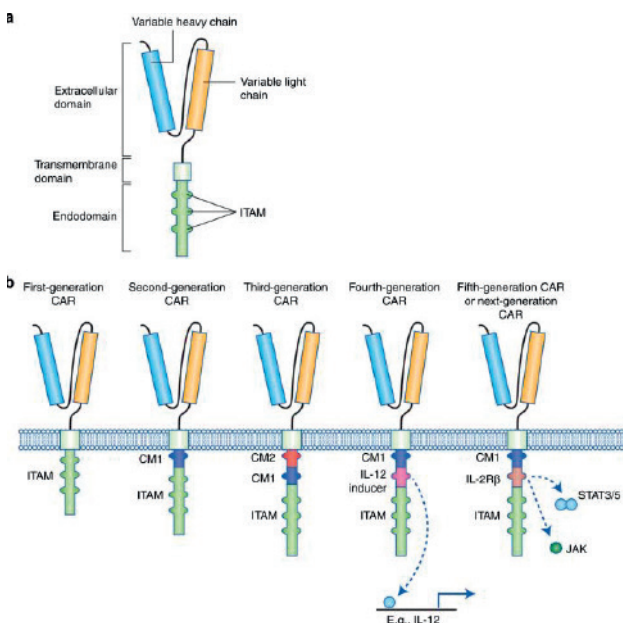 a
Variable heavy chain
Extracellular
domain
Variable light
chain
Transmembrane
domain
Endodomain
ITAM
b
First-generation
CAR
Second-generation
CAR
Third-generation
CAR
Fourth-generation
CAR
Fifth-generation CAR
or next-generation
CAR
ITAM
CM1
ITAM
CM2
CM1
ITAM
CM1
IL-12
inducer
ITAM
CM1
IL-2Rβ
ITAM
STAT3/5
JAK
E.g., IL-12